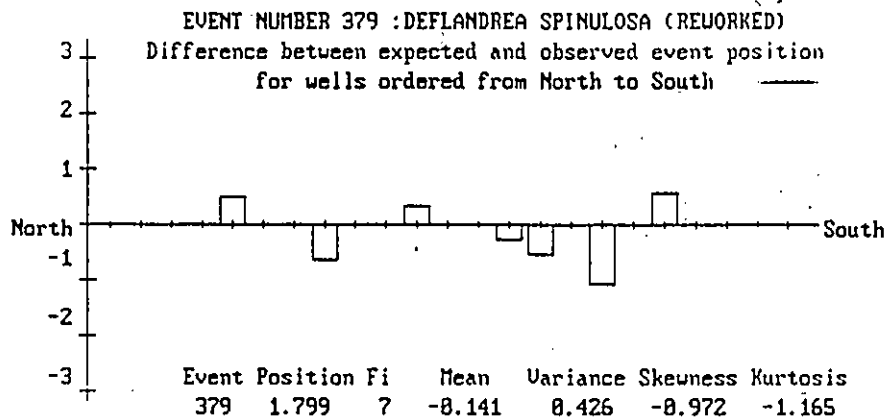 EVENT NUMBER 379 :DEFLANDREA SPINULOSA (REWORKED)
Difference between expected and observed event position
for wells ordered from North to South
3
2
1
North
South
-1
-2
-3
Event Position Fi Mean Variance Skewness Kurtosis
379 1.799 7 -0.141 0.426 -0.972 -1.165